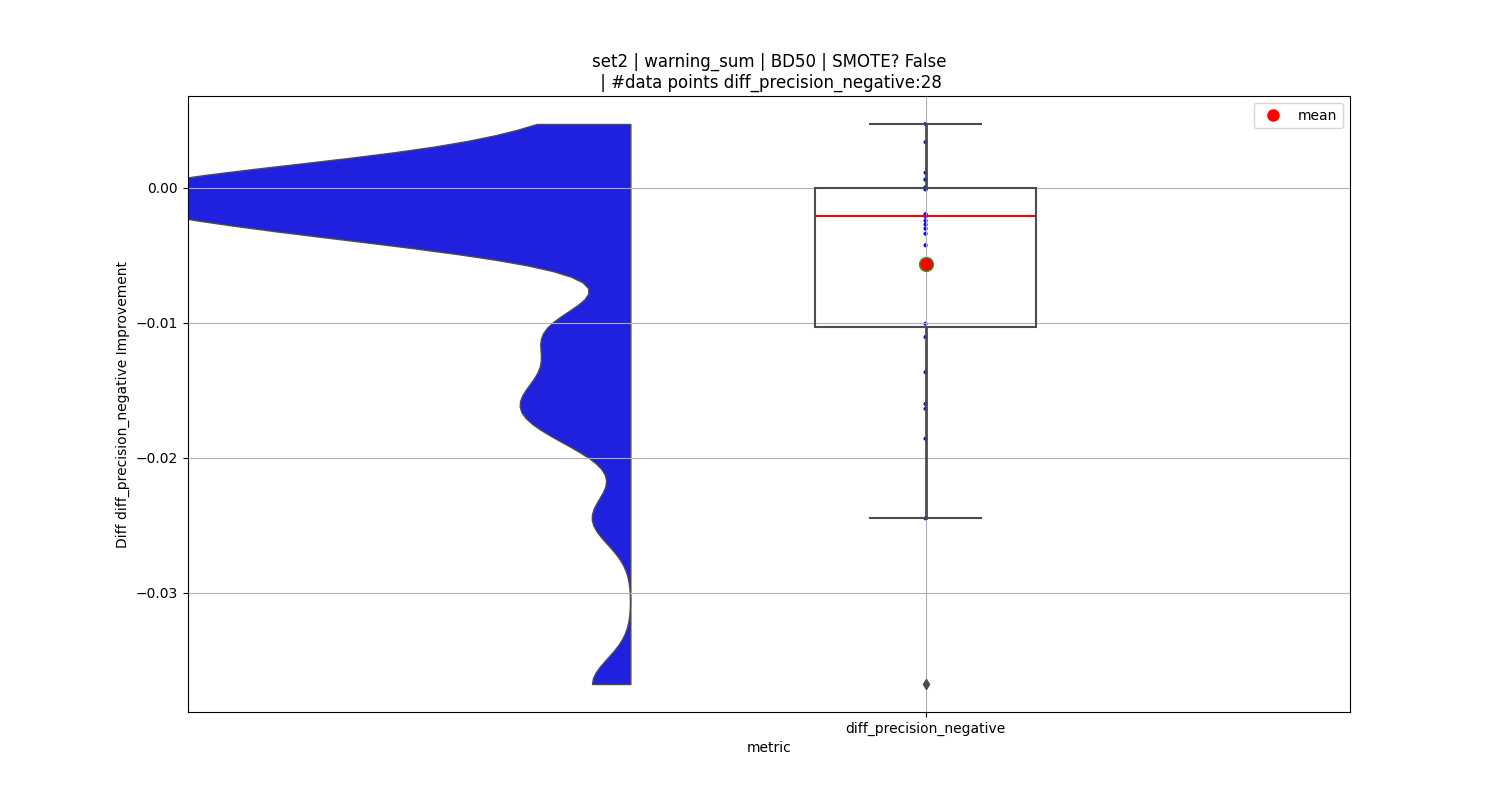 set2 | warning_sum | BD50 | SMOTE? False
| #data points diff_precision_negative:28
mean
0.00
−0.01
−0.02
−0.03
Diff diff_precision_negative Improvement
diff_precision_negative
metric